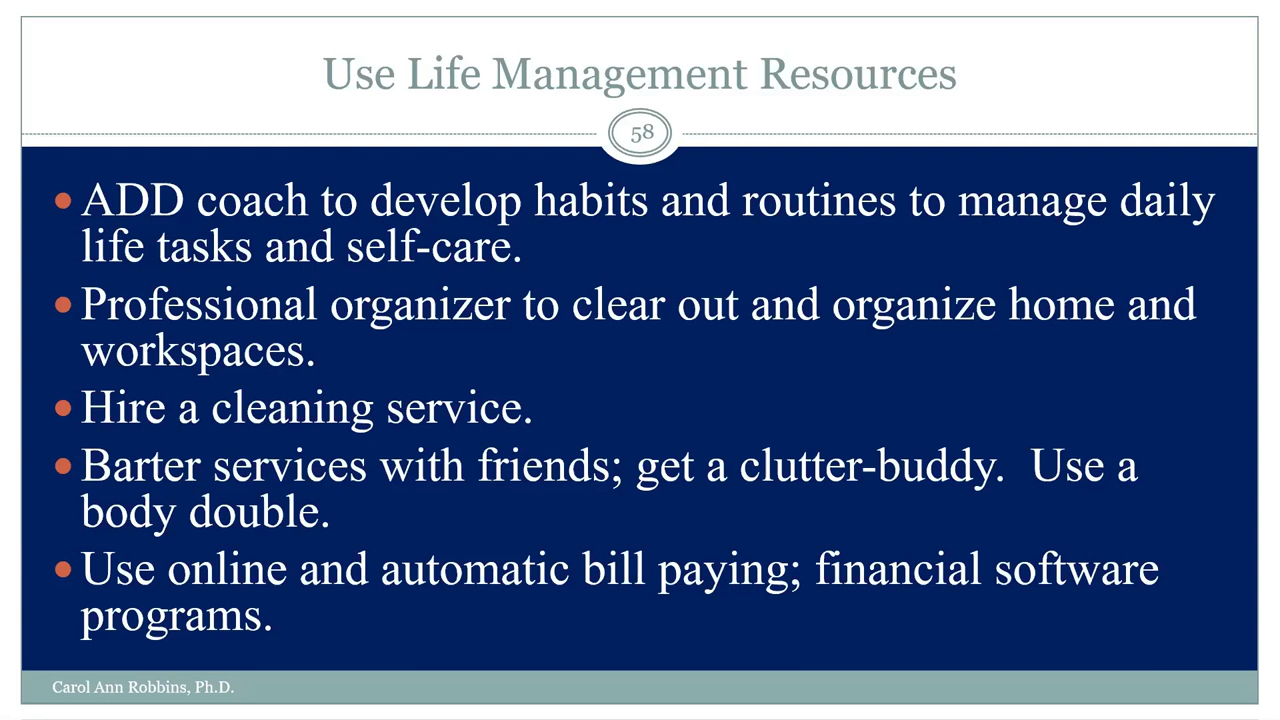 Use Life Management Resources
58
• ADD coach to develop habits and routines to manage daily
life tasks and self-care.
• Professional organizer to clear out and organize home and
workspaces.
• Hire a cleaning service.
• Barter services with friends; get a clutter-buddy.  Use a
body double.
• Use online and automatic bill paying; financial software
programs.
Carol Ann Robbins, Ph.D.